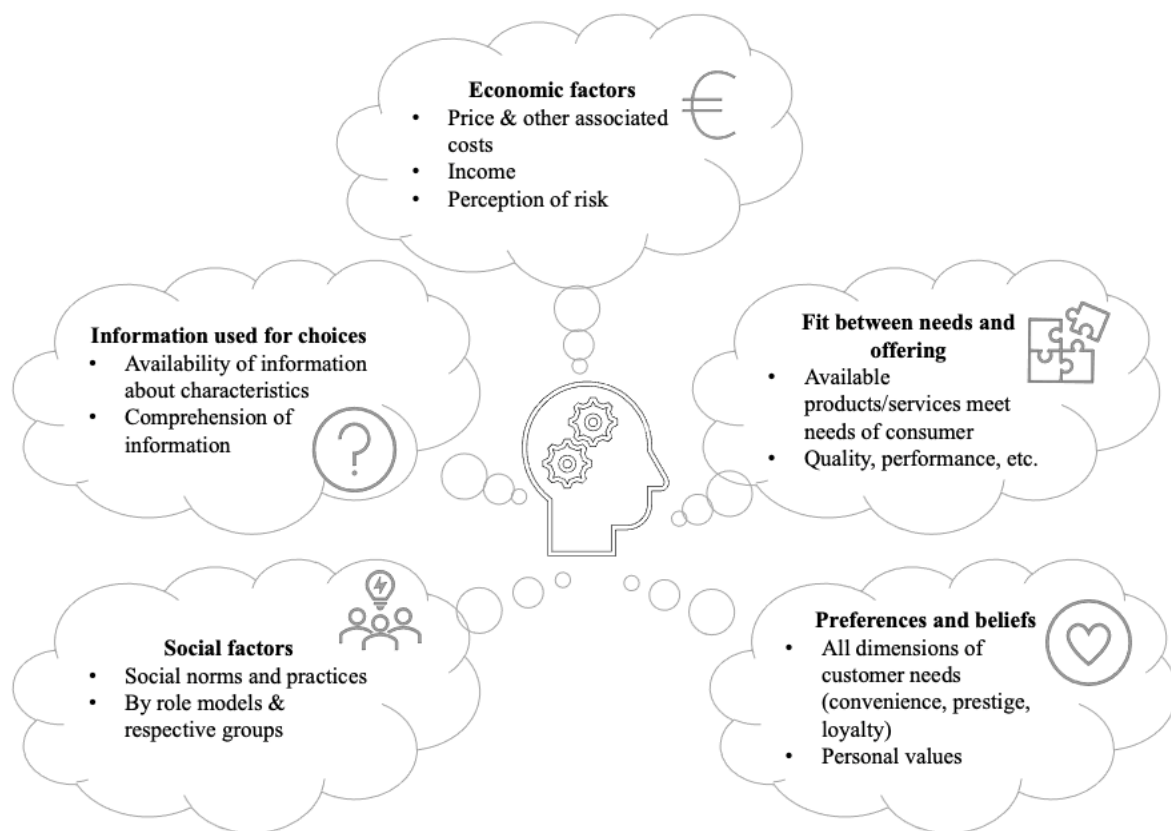 Economic factors
• Price & other associated
costs
• Income
• Perception of risk
Information used for choices
• Availability of information
about characteristics
• Comprehension of
information
?
Fit between needs and
offering
• Available
products/services meet
needs of consumer
• Quality, performance, etc.
Social factors
• Social norms and practices
• By role models &
respective groups
Preferences and beliefs
• All dimensions of
customer needs
(convenience, prestige,
loyalty)
• Personal values